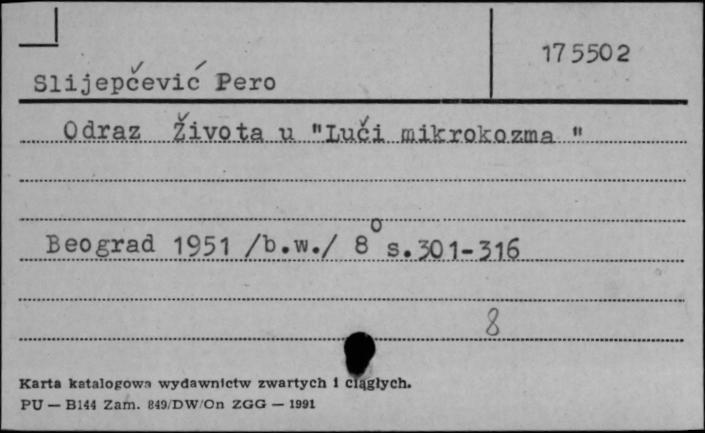 175502
Slijepčević Pero
Odraz Života u "Luči mikrokozma "
Beograd 1951 /b.w./ 8⁰ s.301-316
8
Karta katalogowa wydawnictw zwartych i ciągłych.
PU — B144 Zam. 849/DW/On ZGG — 1991